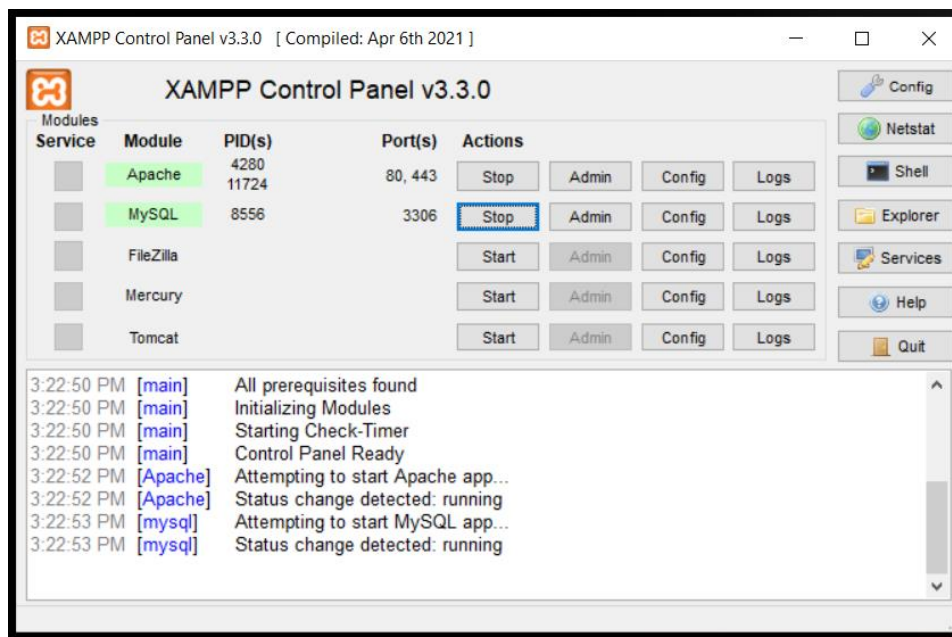 XAMPP Control Panel v3.3.0 [ Compiled: Apr 6th 2021 ]
XAMPP Control Panel v3.3.0
Config
Modules
Service Module PID(s) Port(s) Actions
Netstat
Apache 4280 80, 443 Stop Admin Config Logs
11724
Shell
MySQL 8556 3306 Stop Admin Config Logs
Explorer
FileZilla Start Admin Config Logs
Services
Mercury Start Admin Config Logs
Help
Tomcat Start Admin Config Logs
Quit
3:22:50 PM [main] All prerequisites found
3:22:50 PM [main] Initializing Modules
3:22:50 PM [main] Starting Check-Timer
3:22:50 PM [main] Control Panel Ready
3:22:52 PM [Apache] Attempting to start Apache app...
3:22:52 PM [Apache] Status change detected: running
3:22:53 PM [mysql] Attempting to start MySQL app...
3:22:53 PM [mysql] Status change detected: running